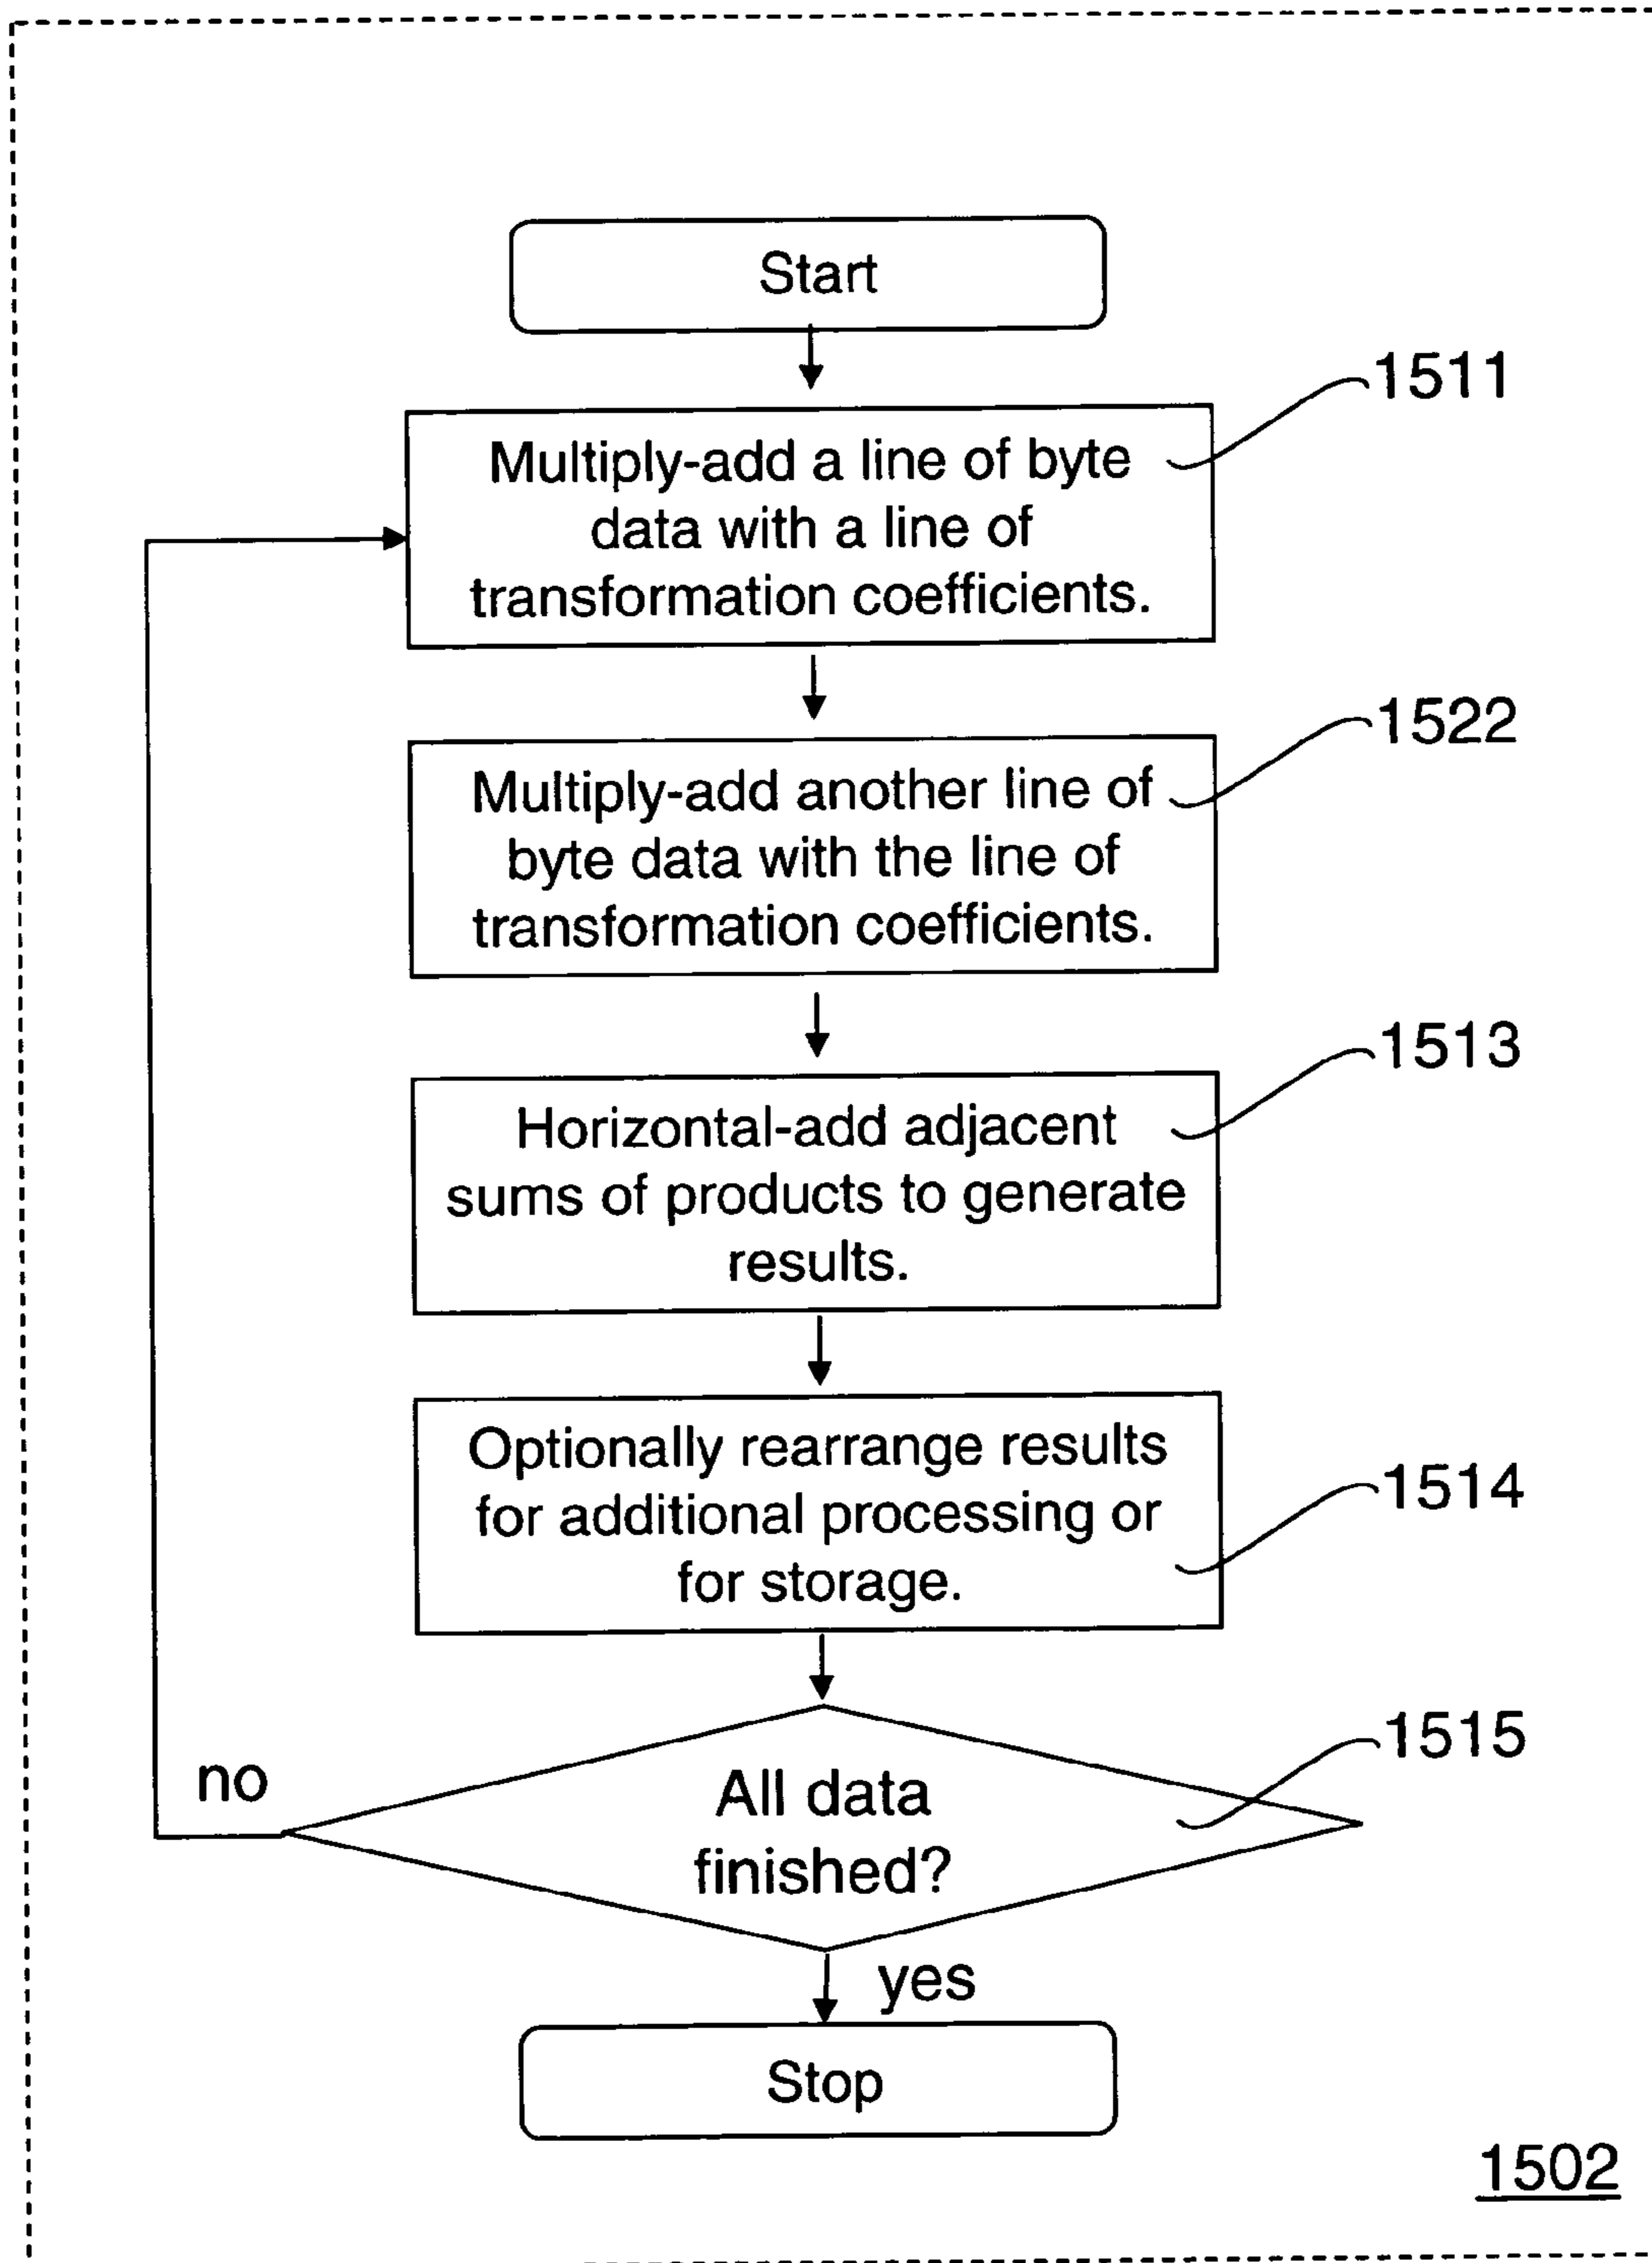 Start
1511
Multiply-add a line of byte
data with a line of
transformation coefficients.
1522
Multiply-add another line of
byte data with the line of
transformation coefficients.
1513
Horizontal-add adjacent
sums of products to generate
results.
1514
Optionally rearrange results
for additional processing or
for storage.
1515
no
All data
finished?
yes
Stop
1502